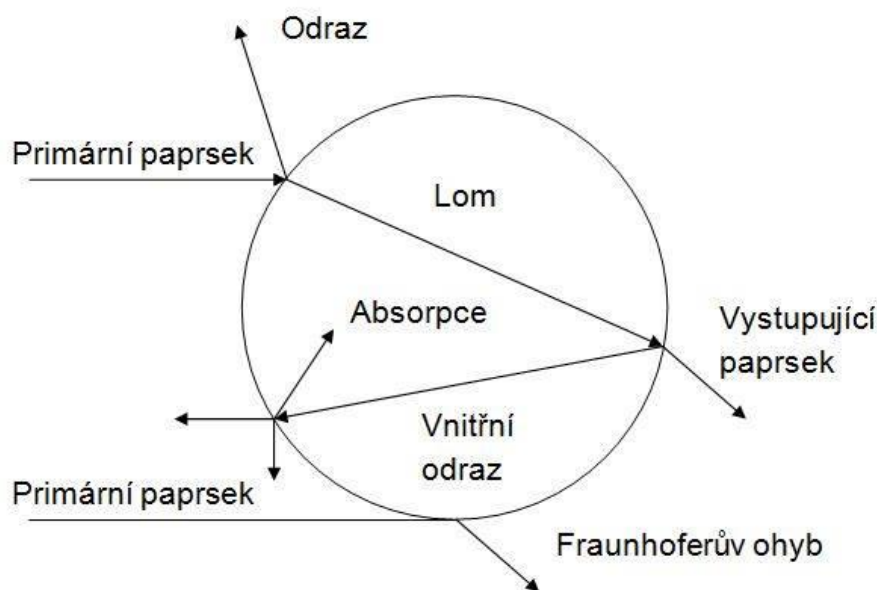 Odraz
Primární paprsek
Lom
Absorpce
Vystupující
paprsek
Vnitřní
odraz
Primární paprsek
Fraunhoferův ohyb